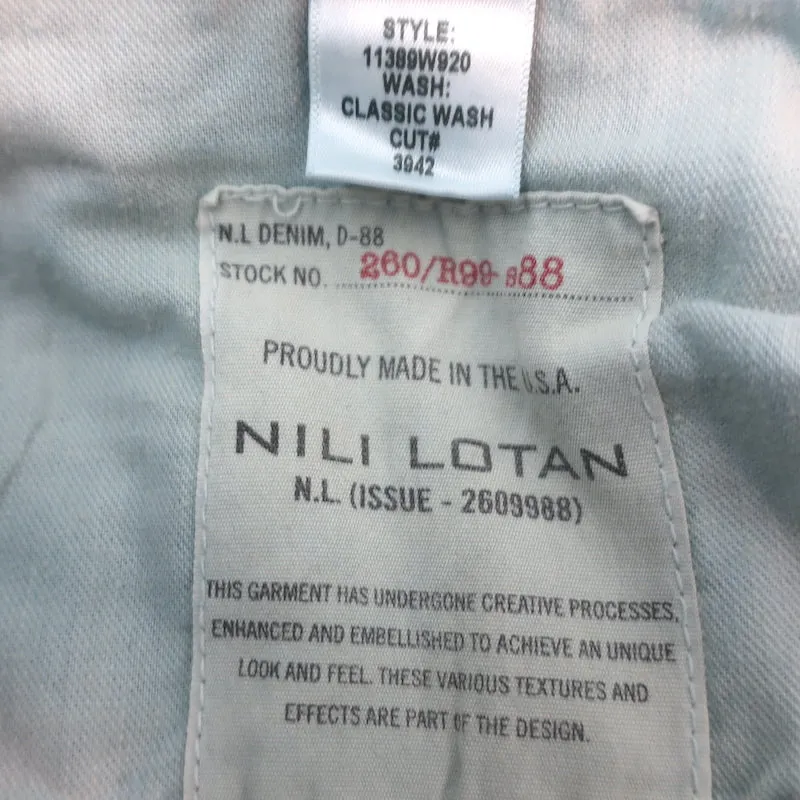 STYLE:
11389W920
WASH:
CLASSIC WASH
CUT#
3942
N.L DENIM, D-88
STOCK NO. 260/R99-888
PROUDLY MADE IN THE U.S.A.
NILI LOTAN
N.L. (ISSUE - 2609988)
THIS GARMENT HAS UNDERGONE CREATIVE PROCESSES,
ENHANCED AND EMBELLISHED TO ACHIEVE AN UNIQUE
LOOK AND FEEL. THESE VARIOUS TEXTURES AND
EFFECTS ARE PART OF THE DESIGN.